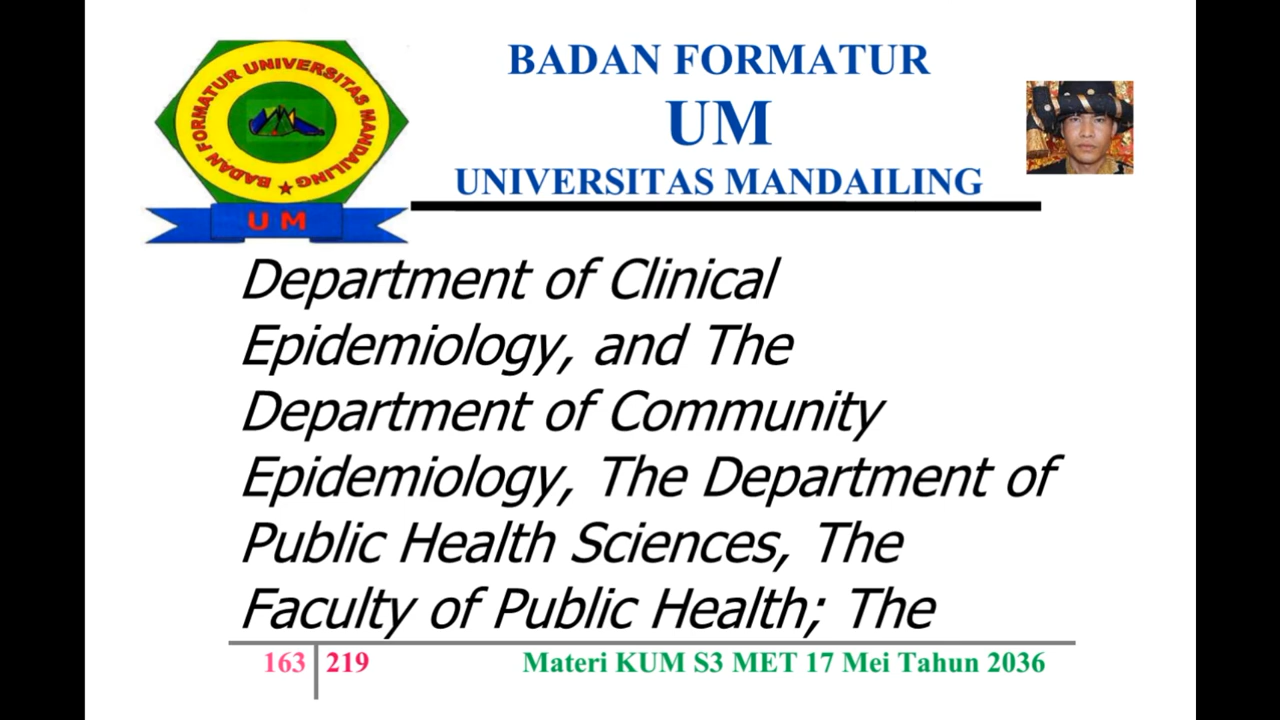 BADAN FORMATUR UNIVERSITAS MANDAILING
U M
BADAN FORMATUR
UM
UNIVERSITAS MANDAILING
Department of Clinical
Epidemiology, and The
Department of Community
Epidemiology, The Department of
Public Health Sciences, The
Faculty of Public Health; The
163 219 Materi KUM S3 MET 17 Mei Tahun 2036